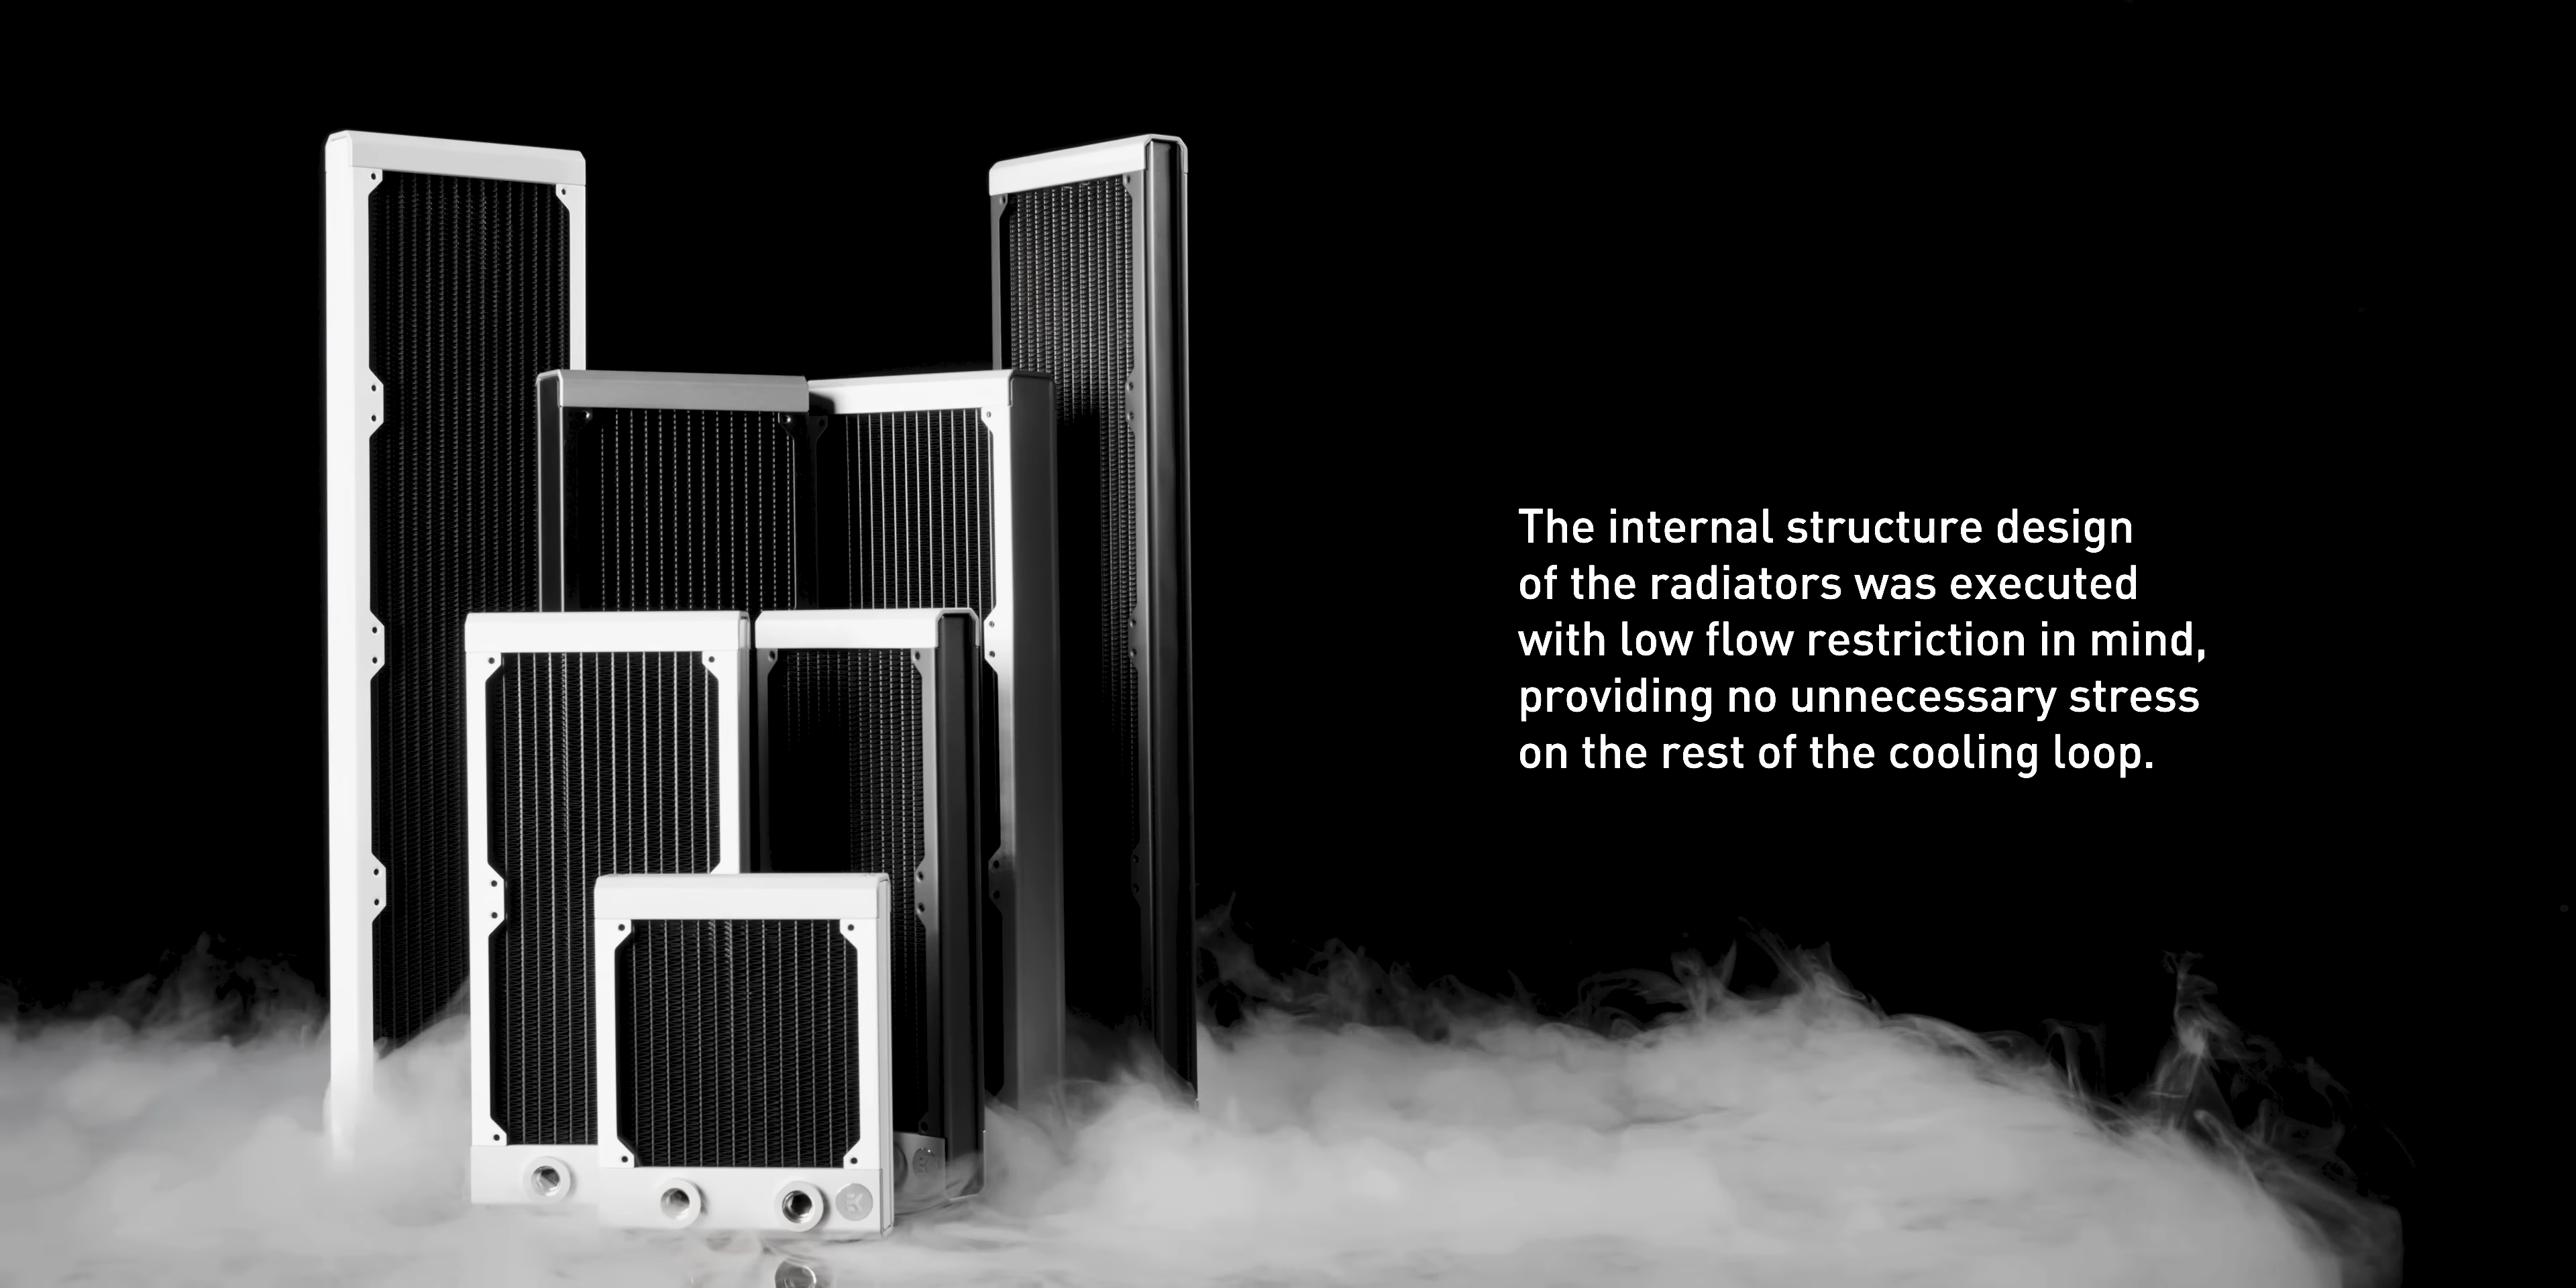 The internal structure design
of the radiators was executed
with low flow restriction in mind,
providing no unnecessary stress
on the rest of the cooling loop.